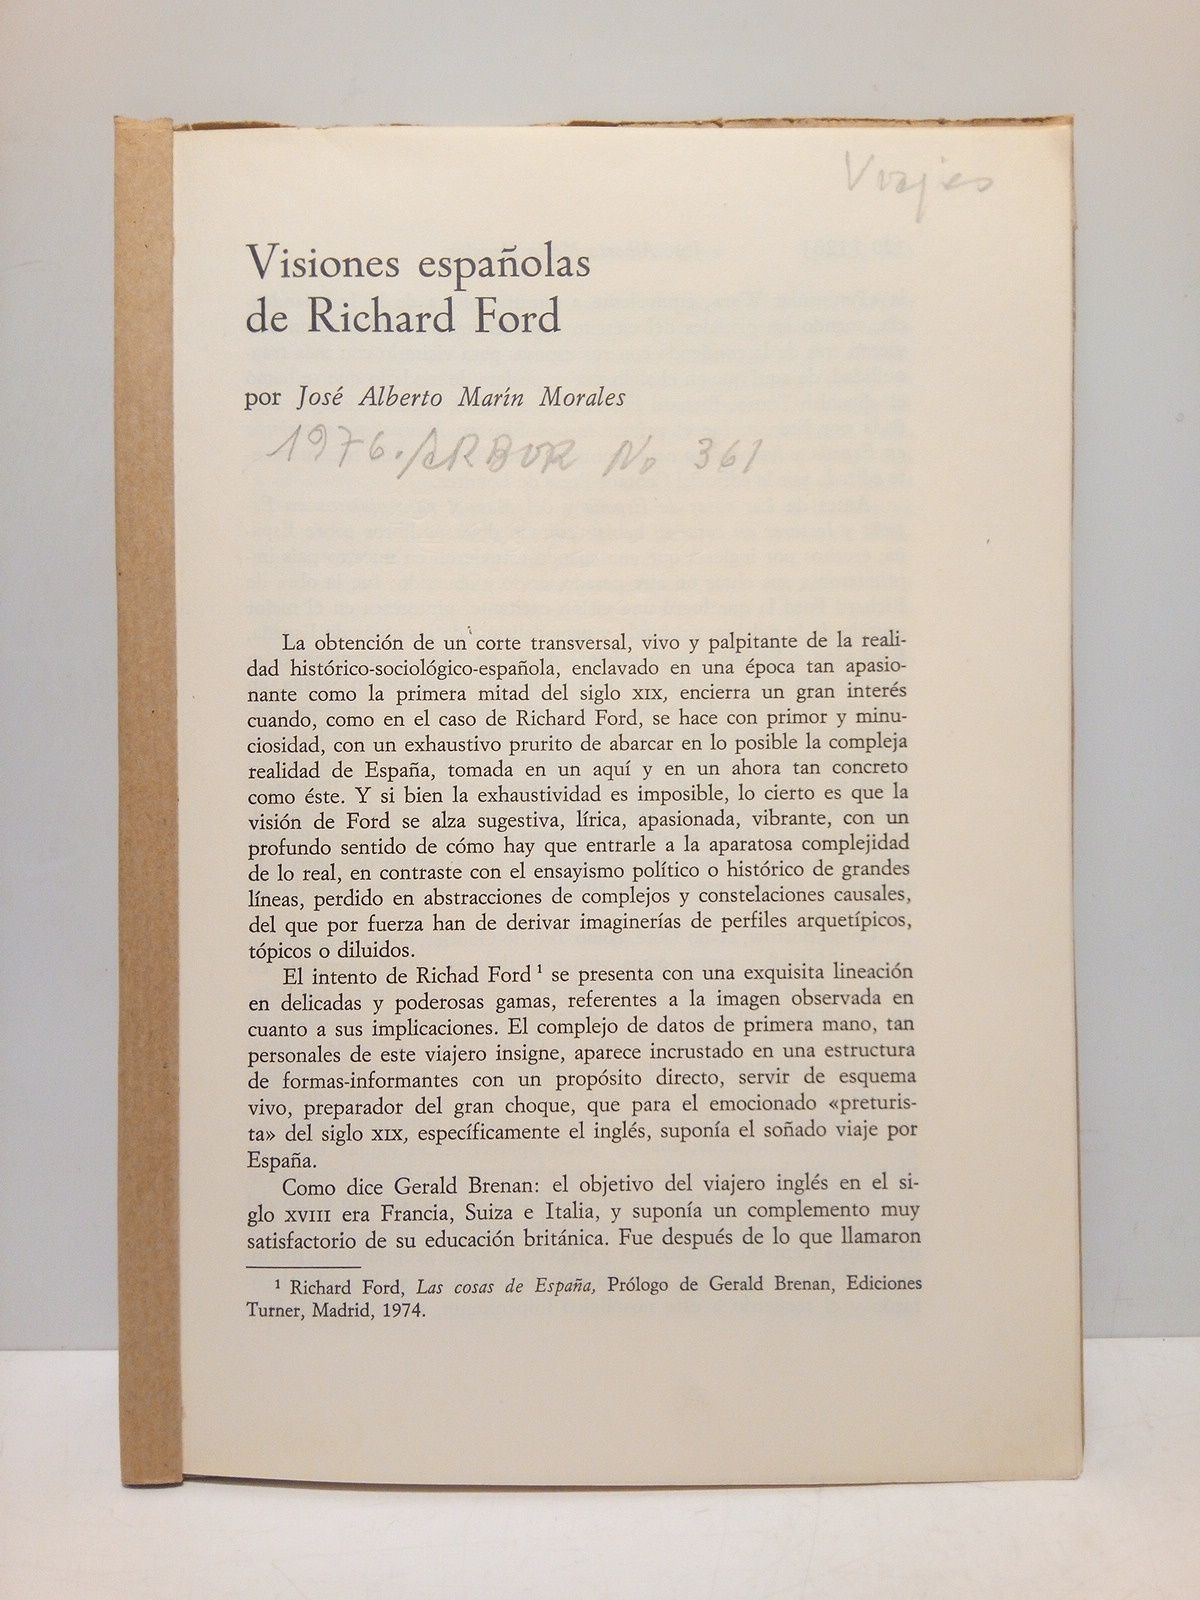 Viajes
Visiones españolas
de Richard Ford
por José Alberto Marín Morales
1976. ARBOR No 361
La obtención de un corte transversal, vivo y palpitante de la reali-
dad histórico-sociológico-española, enclavado en una época tan apasio-
nante como la primera mitad del siglo XIX, encierra un gran interés
cuando, como en el caso de Richard Ford, se hace con primor y minu-
ciosidad, con un exhaustivo prurito de abarcar en lo posible la compleja
realidad de España, tomada en un aquí y en un ahora tan concreto
como éste. Y si bien la exhaustividad es imposible, lo cierto es que la
visión de Ford se alza sugestiva, lírica, apasionada, vibrante, con un
profundo sentido de cómo hay que entrarle a la aparatosa complejidad
de lo real, en contraste con el ensayismo político o histórico de grandes
líneas, perdido en abstracciones de complejos y constelaciones causales,
del que por fuerza han de derivar imaginerías de perfiles arquetípicos,
tópicos o diluidos.
El intento de Richad Ford ¹ se presenta con una exquisita lineación
en delicadas y poderosas gamas, referentes a la imagen observada en
cuanto a sus implicaciones. El complejo de datos de primera mano, tan
personales de este viajero insigne, aparece incrustado en una estructura
de formas-informantes con un propósito directo, servir de esquema
vivo, preparador del gran choque, que para el emocionado «preturis-
ta» del siglo XIX, específicamente el inglés, suponía el soñado viaje por
España.
Como dice Gerald Brenan: el objetivo del viajero inglés en el si-
glo XVIII era Francia, Suiza e Italia, y suponía un complemento muy
satisfactorio de su educación británica. Fue después de lo que llamaron
¹ Richard Ford, Las cosas de España, Prólogo de Gerald Brenan, Ediciones
Turner, Madrid, 1974.